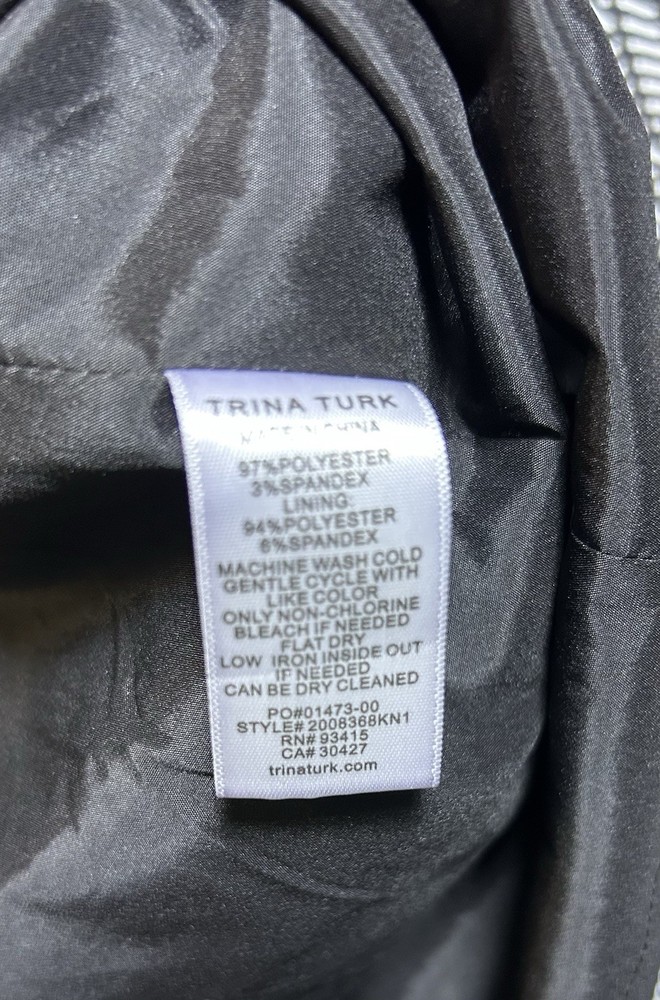 TRINA TURK
MADE IN CHINA
97%POLYESTER
3%SPANDEX
LINING:
94%POLYESTER
6%SPANDEX
MACHINE WASH COLD
GENTLE CYCLE WITH
LIKE COLOR
ONLY NON-CHLORINE
BLEACH IF NEEDED
FLAT DRY
LOW IRON INSIDE OUT
IF NEEDED
CAN BE DRY CLEANED
PO#01473-00
STYLE# 2008368KN1
RN# 93415
CA# 30427
trinaturk.com